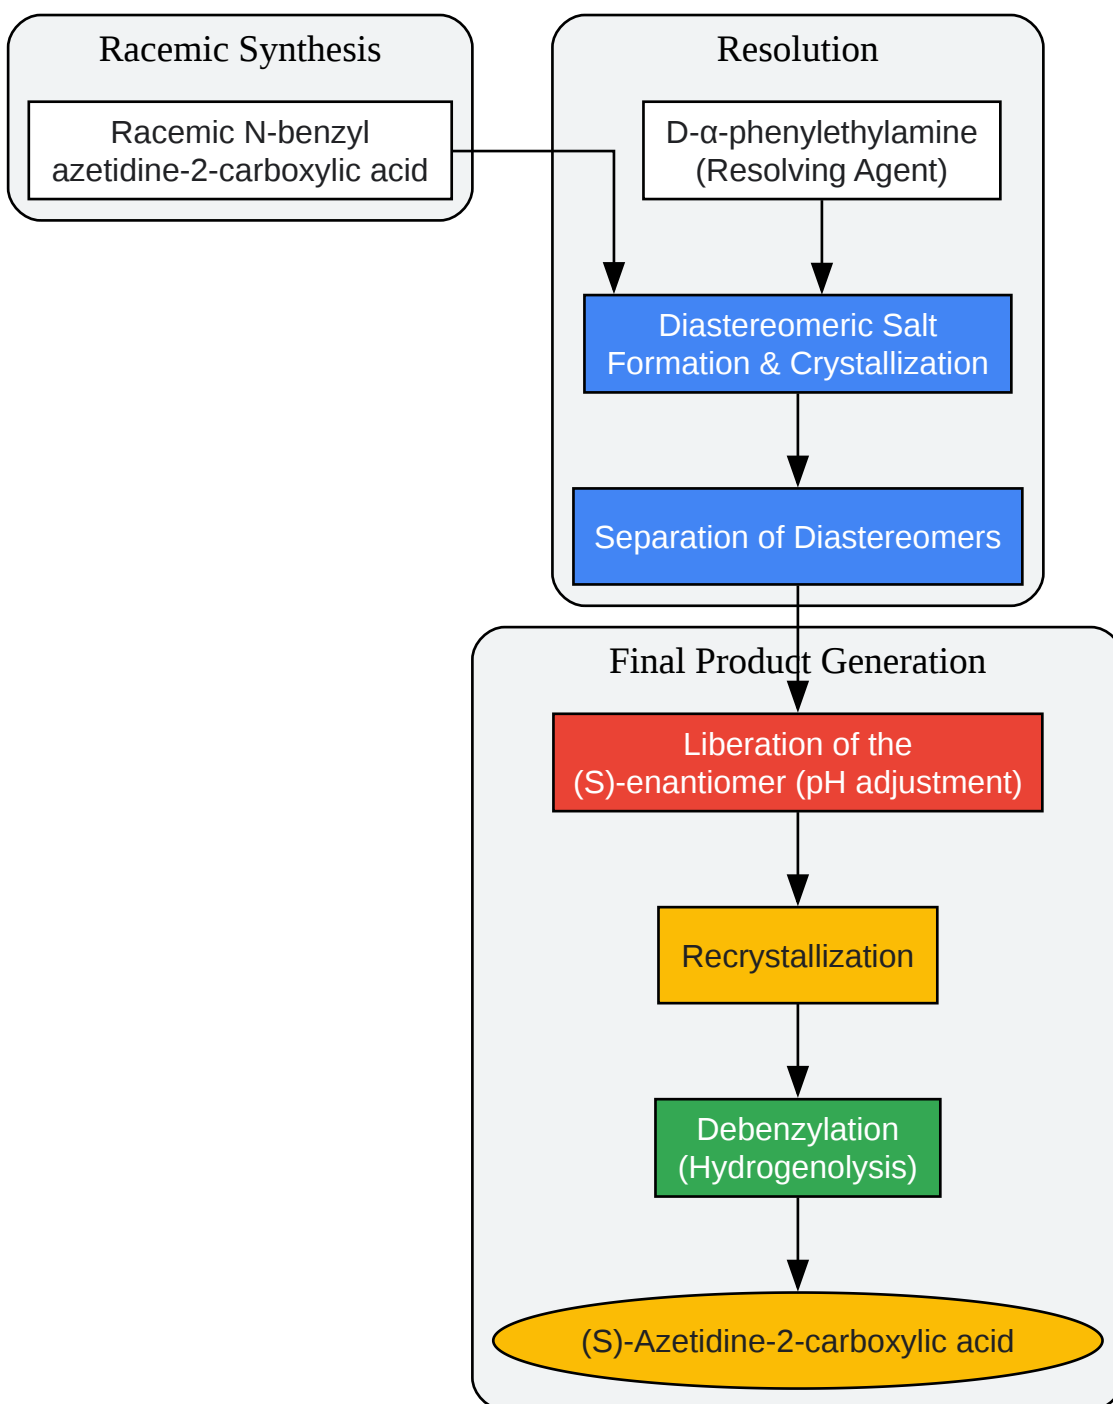 Racemic Synthesis
Racemic N-benzyl
azetidine-2-carboxylic acid
Resolution
D-α-phenylethylamine
(Resolving Agent)
Diastereomeric Salt
Formation & Crystallization
Separation of Diastereomers
Final Product Generation
Liberation of the
(S)-enantiomer (pH adjustment)
Recrystallization
Debenzylation
(Hydrogenolysis)
(S)-Azetidine-2-carboxylic acid